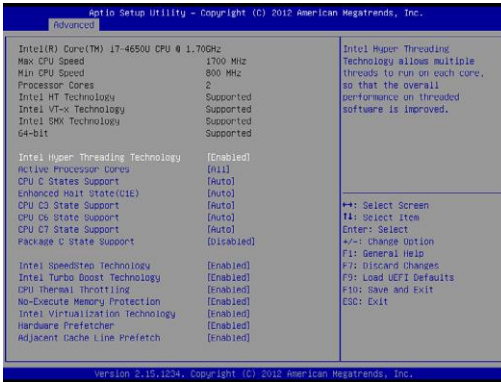 Aptio Setup Utility – Copyright (C) 2012 American Megatrends, Inc.
Advanced
Intel(R) Core(TM) i7-4650U CPU @ 1.70GHz
Max CPU Speed 1700 MHz
Min CPU Speed 800 MHz
Processor Cores 2
Intel HT Technology Supported
Intel VT-x Technology Supported
Intel SMX Technology Supported
64-bit Supported
Intel Hyper Threading Technology [Enabled]
Active Processor Cores [All]
CPU C States Support [Auto]
Enhanced Halt State(C1E) [Auto]
CPU C3 State Support [Auto]
CPU C6 State Support [Auto]
CPU C7 State Support [Auto]
Package C State Support [Disabled]
Intel SpeedStep Technology [Enabled]
Intel Turbo Boost Technology [Enabled]
CPU Thermal Throttling [Enabled]
No-Execute Memory Protection [Enabled]
Intel Virtualization Technology [Enabled]
Hardware Prefetcher [Enabled]
Adjacent Cache Line Prefetch [Enabled]
Intel Hyper Threading
Technology allows multiple
threads to run on each core,
so that the overall
performance on threaded
software is improved.
↔: Select Screen
↑↓: Select Item
Enter: Select
+/-: Change Option
F1: General Help
F7: Discard Changes
F9: Load UEFI Defaults
F10: Save and Exit
ESC: Exit
Version 2.15.1234. Copyright (C) 2012 American Megatrends, Inc.